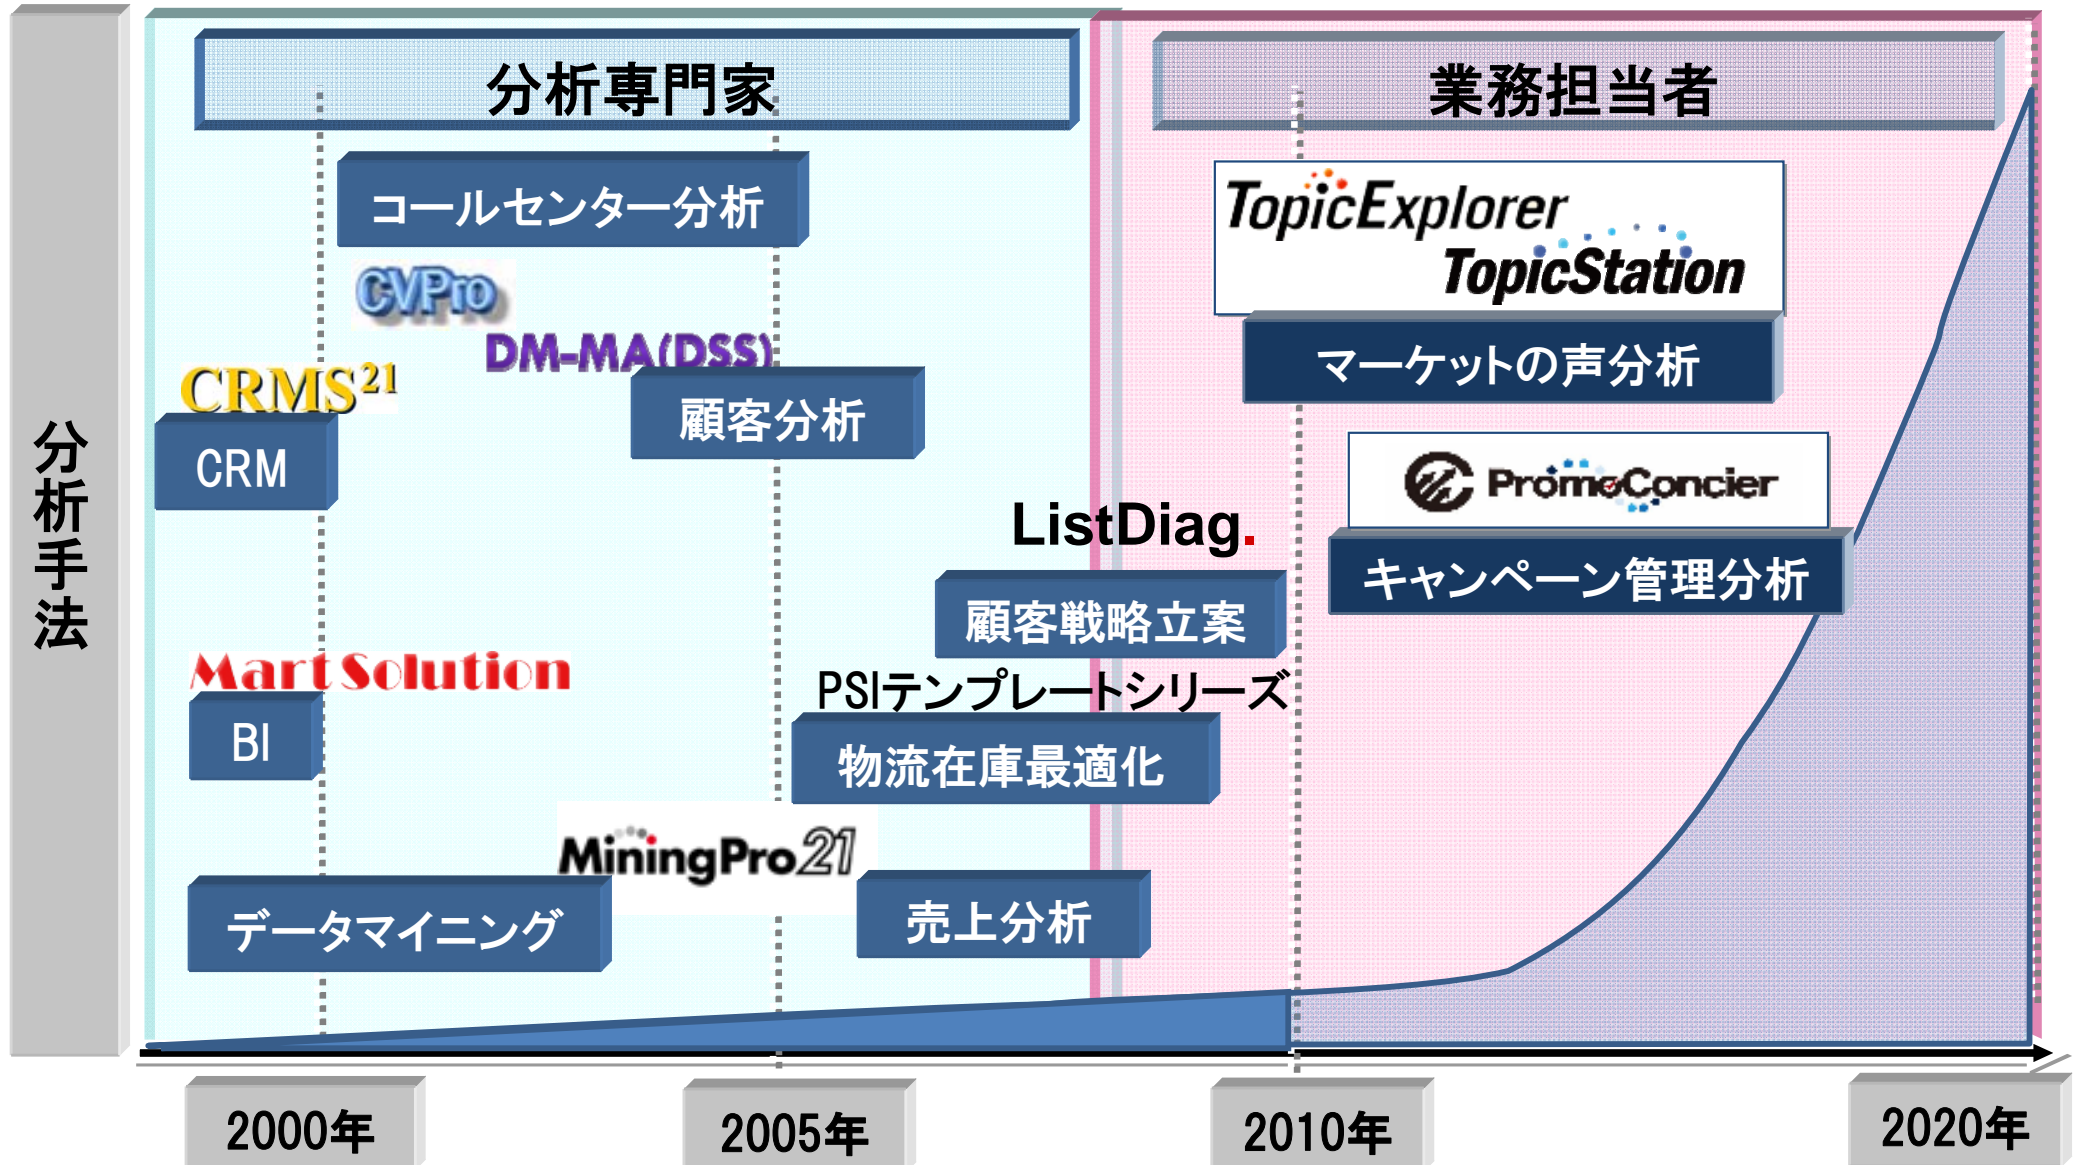 分析手法
分析専門家
業務担当者
コールセンター分析
CVPro
DM-MA(DSS)
顧客分析
CRMS21
CRM
TopicExplorer
TopicStation
マーケットの声分析
PromoConcier
キャンペーン管理分析
ListDiag.
顧客戦略立案
Mart Solution
BI
PSIテンプレートシリーズ
物流在庫最適化
MiningPro21
データマイニング
売上分析
2000年
2005年
2010年
2020年